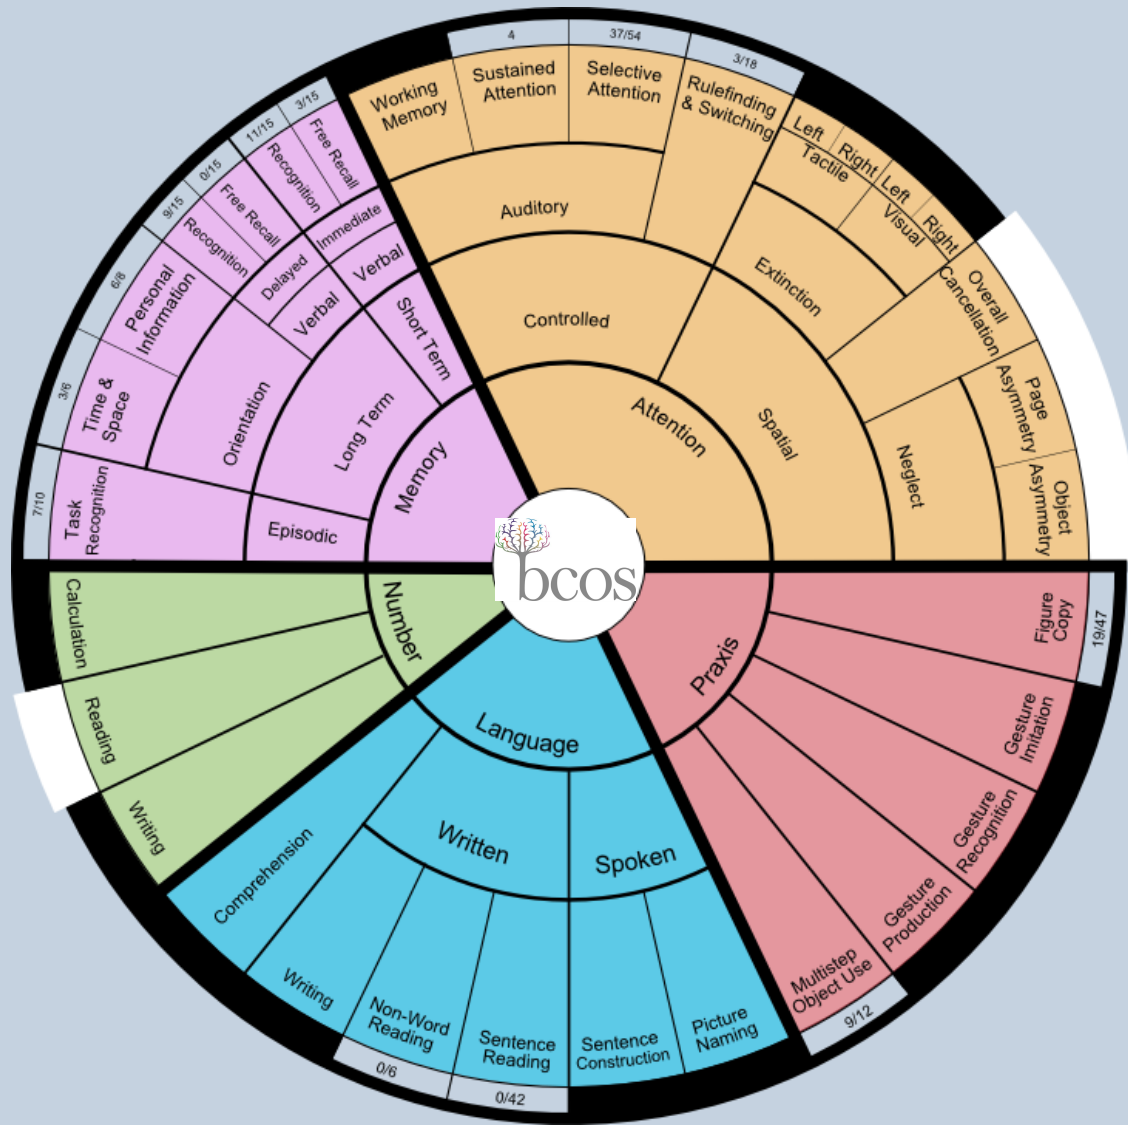 4
37/54
3/18
Working
Memory
Sustained
Attention
Selective
Attention
Rulefinding
& Switching
Auditory
Controlled
Attention
Left
Right
Tactile
Left
Right
Visual
Extinction
Spatial
Overall
Cancellation
Page
Asymmetry
Object
Asymmetry
Neglect
3/15
11/15
0/15
9/15
6/8
3/6
7/10
Free Recall
Recognition
Immediate
Verbal
Short Term
Free Recall
Recognition
Delayed
Verbal
Personal
Information
Time &
Space
Orientation
Long Term
Memory
Task
Recognition
Episodic
bcos
Number
Calculation
Reading
Writing
Language
Comprehension
Written
Writing
Non-Word
Reading
Sentence
Reading
0/6
0/42
Spoken
Sentence
Construction
Picture
Naming
Praxis
Figure
Copy
19/47
Gesture
Imitation
Gesture
Recognition
Gesture
Production
Multistep
Object Use
9/12